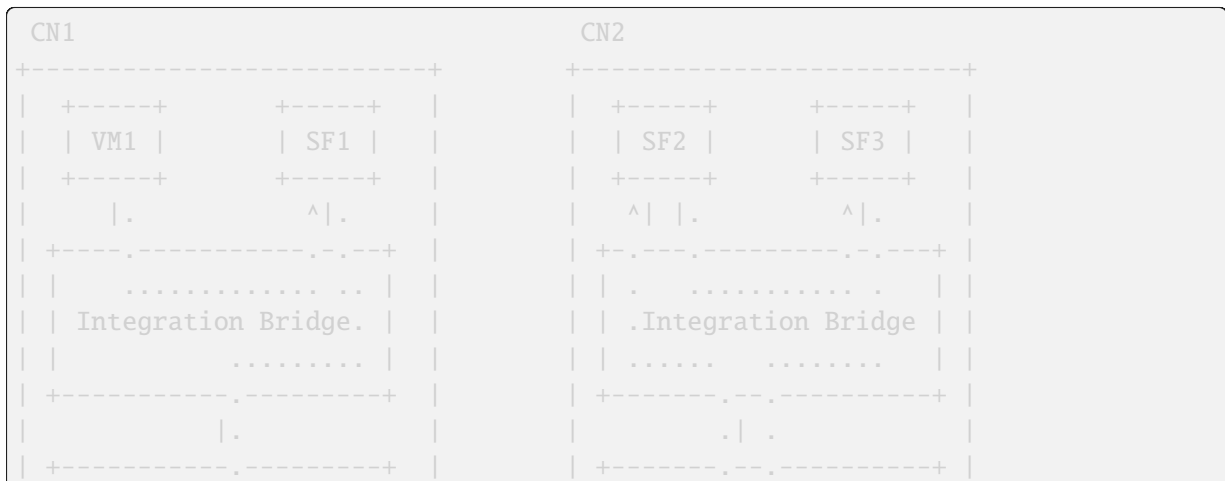 CN1                                 CN2
+---------------------------+       +-------------------------+
|  +-----+       +-----+    |       |  +-----+      +-----+   |
|  | VM1 |       | SF1 |    |       |  | SF2 |      | SF3 |   |
|  +-----+       +-----+    |       |  +-----+      +-----+   |
|     |.           ^|.      |       |   ^| |.         ^|.     |
| +----.------------.-.--+  |       | +-.---.----------.-.---+ |
| |    ............. ..  |  |       | | .   ........... .    | |
| | Integration Bridge.  |  |       | | .Integration Bridge  | |
| |           .........  |  |       | | ......   ........    | |
| +-----------.---------+  |       | +-------.--.----------+ |
|            |.             |       |         .| .            |
| +-----------.---------+  |       | +-------.--.----------+ |